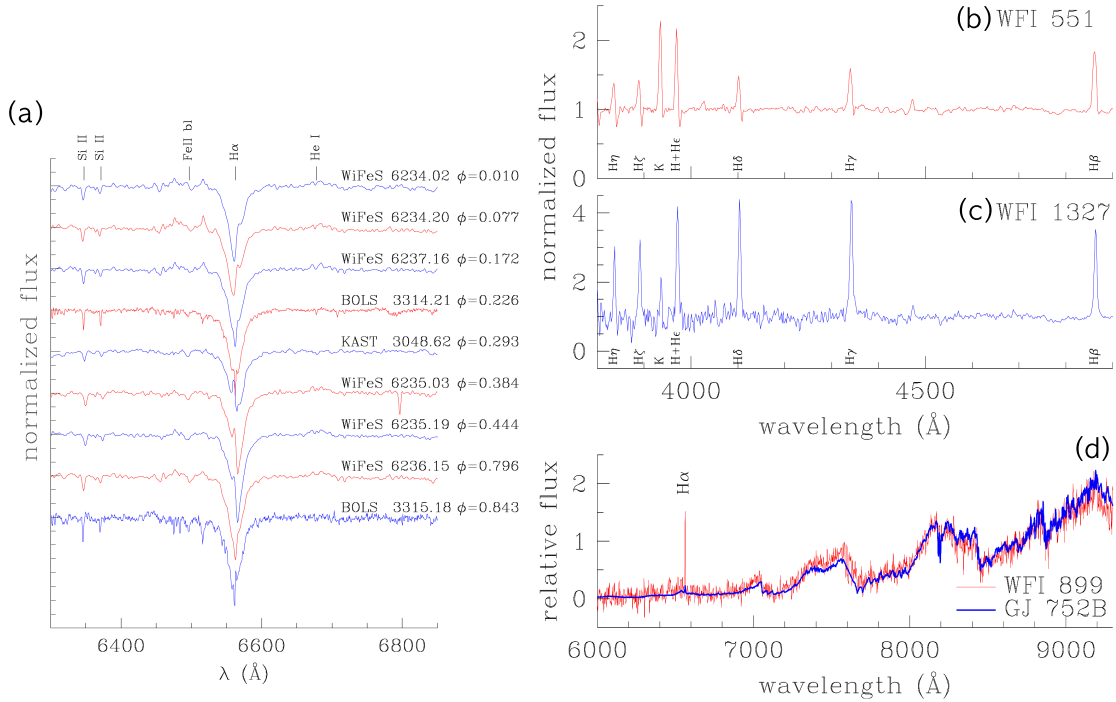 (a)
Si II
Si II
FeII bl
Hα
He I
WiFeS 6234.02 ϕ=0.010
WiFeS 6234.20 ϕ=0.077
WiFeS 6237.16 ϕ=0.172
BOLS 3314.21 ϕ=0.226
KAST 3048.62 ϕ=0.293
WiFeS 6235.03 ϕ=0.384
WiFeS 6235.19 ϕ=0.444
WiFeS 6236.15 ϕ=0.796
BOLS 3315.18 ϕ=0.843
normalized flux
6400
6600
6800
λ (Å)
(b) WFI 551
2
1
0
Hη
Hζ
K
H+Hϵ
Hδ
Hγ
Hβ
normalized flux
(c) WFI 1327
4
2
0
Hη
Hζ
K
H+Hϵ
Hδ
Hγ
Hβ
4000
4500
wavelength (Å)
(d)
Hα
2
1
0
relative flux
WFI 899
GJ 752B
6000
7000
8000
9000
wavelength (Å)